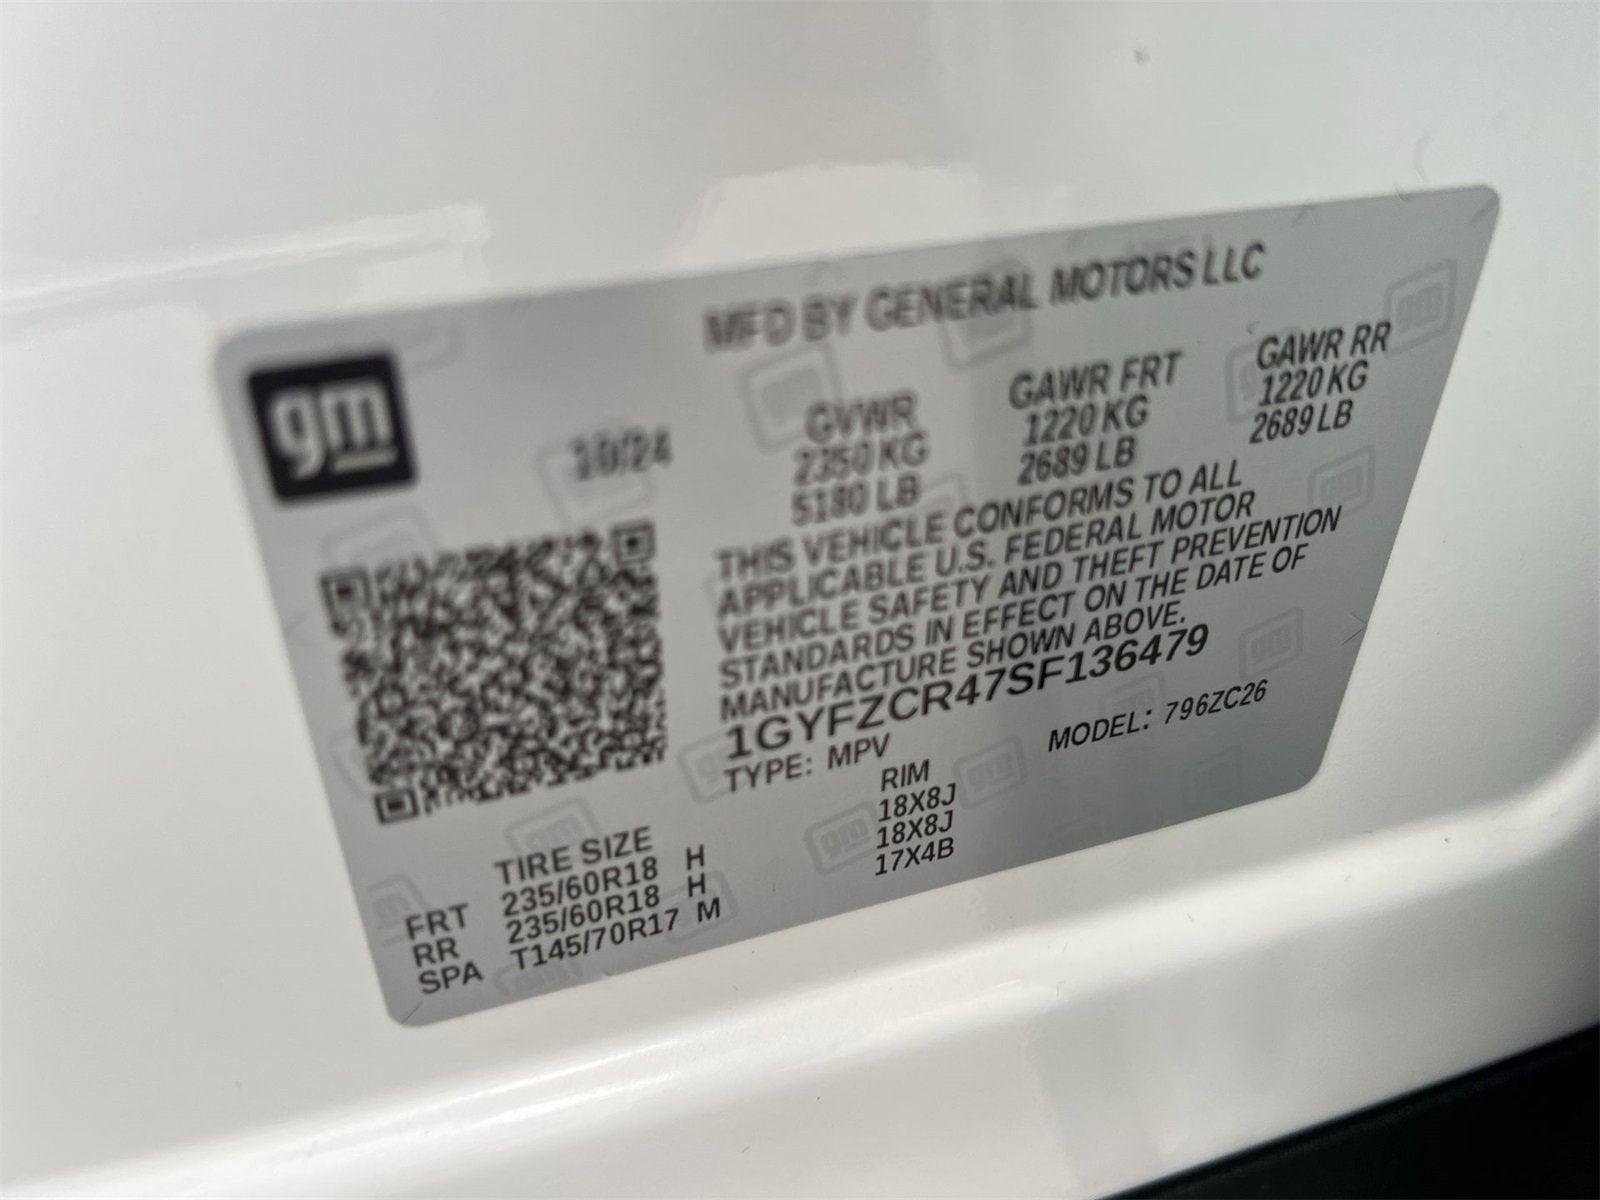 gm
MFD BY GENERAL MOTORS LLC
10/24
GVWR GAWR FRT GAWR RR
2350 KG 1220 KG 1220 KG
5180 LB 2689 LB 2689 LB
THIS VEHICLE CONFORMS TO ALL
APPLICABLE U.S. FEDERAL MOTOR
VEHICLE SAFETY AND THEFT PREVENTION
STANDARDS IN EFFECT ON THE DATE OF
MANUFACTURE SHOWN ABOVE.
1GYFZCR47SF136479
TYPE: MPV MODEL: 796ZC26
TIRE SIZE RIM
FRT 235/60R18 H 18X8J
RR 235/60R18 H 18X8J
SPA T145/70R17 M 17X4B